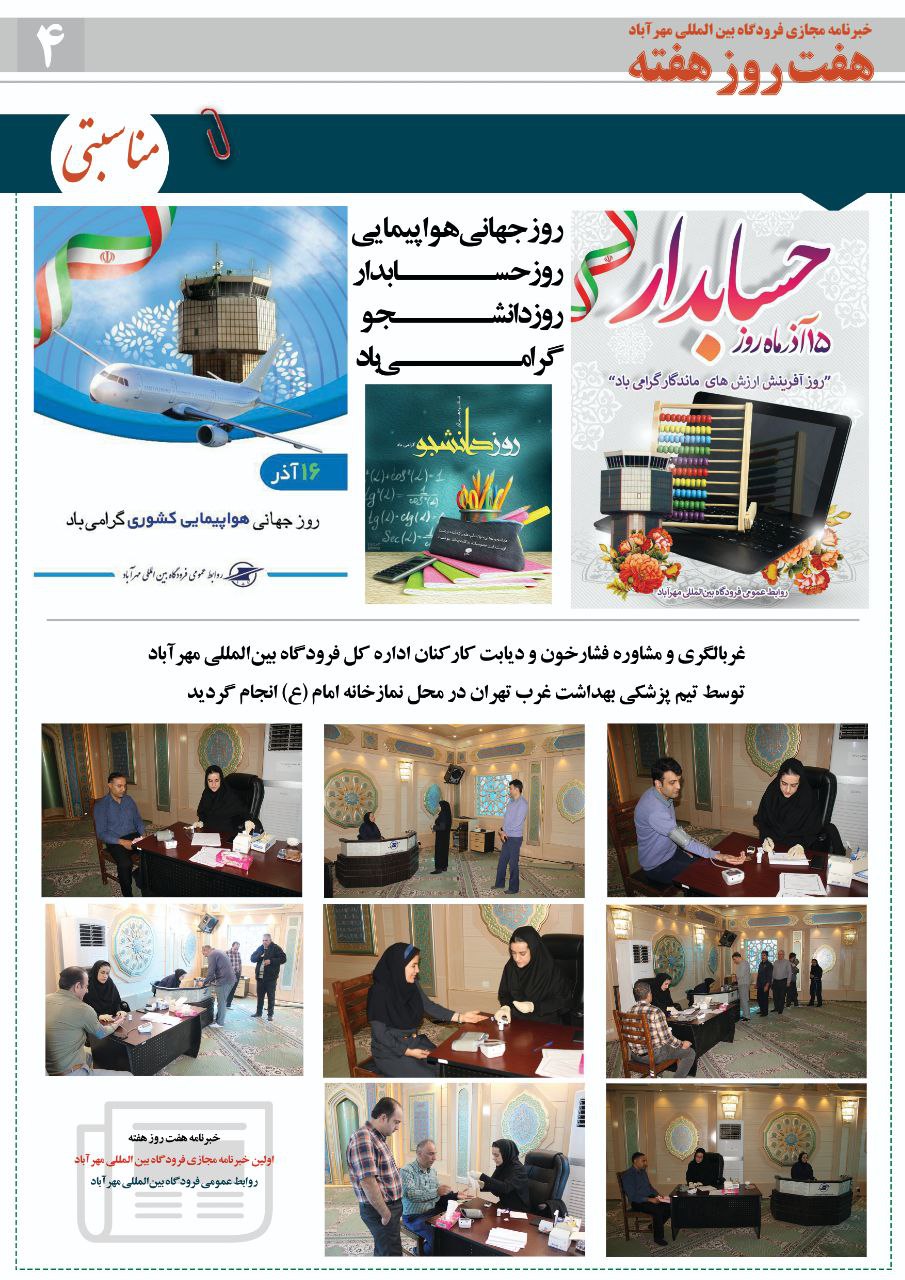 خبرنامه مجازی فرودگاه بین المللی مهرآباد
هفت روز هفته
۴
مناسبتی
حسابدار
۱۵ آذر ماه روز
”روز آفرینش ارزش های ماندگار گرامی باد“
روابط عمومی فرودگاه بین‌المللی مهرآباد
روز جهانی هواپیمایی
روز حسابدار
روز دانشجو
گرامی باد
روز دانشجو
گرامی باد
۱۶ آذر
روز جهانی هواپیمایی کشوری گرامی باد
روابط عمومی فرودگاه بین المللی مهرآباد
غربالگری و مشاوره فشارخون و دیابت کارکنان اداره کل فرودگاه بین‌المللی مهرآباد
توسط تیم پزشکی بهداشت غرب تهران در محل نمازخانه امام (ع) انجام گردید
خبرنامه هفت روز هفته
اولین خبرنامه مجازی فرودگاه بین المللی مهرآباد
روابط عمومی فرودگاه بین‌المللی مهرآباد